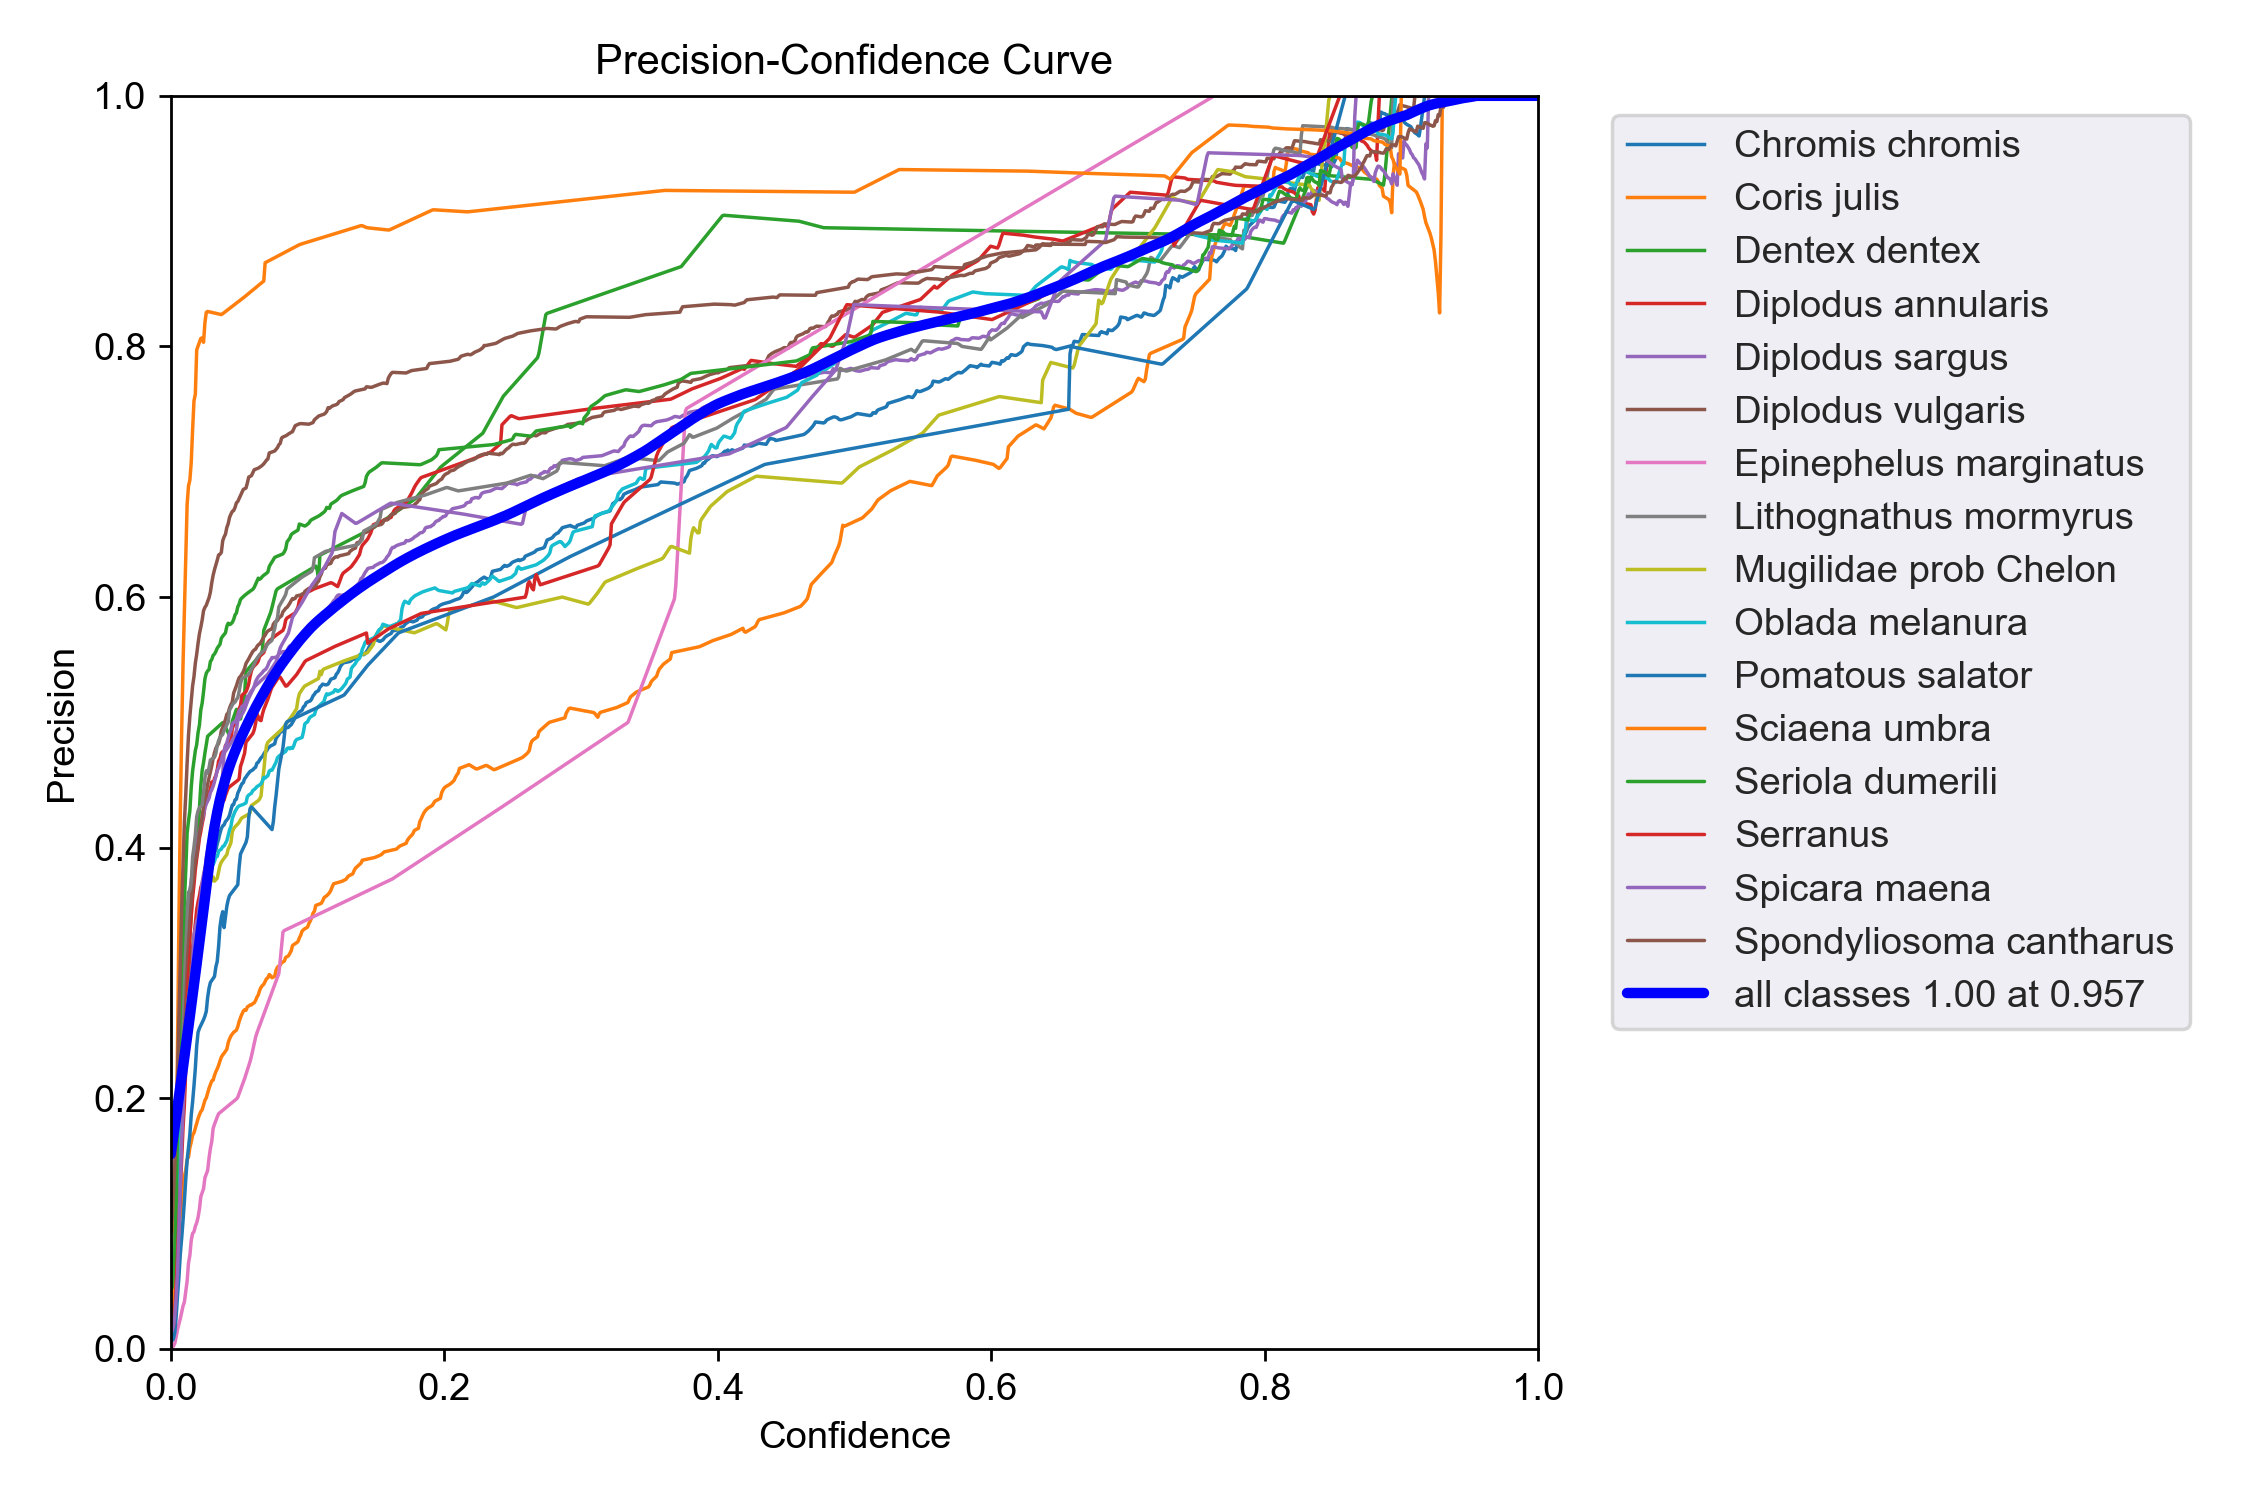 Precision-Confidence Curve
1.0
0.8
0.6
0.4
0.2
0.0
Precision
0.0 0.2 0.4 0.6 0.8 1.0
Confidence
Chromis chromis
Coris julis
Dentex dentex
Diplodus annularis
Diplodus sargus
Diplodus vulgaris
Epinephelus marginatus
Lithognathus mormyrus
Mugilidae prob Chelon
Oblada melanura
Pomatous salator
Sciaena umbra
Seriola dumerili
Serranus
Spicara maena
Spondyliosoma cantharus
all classes 1.00 at 0.957